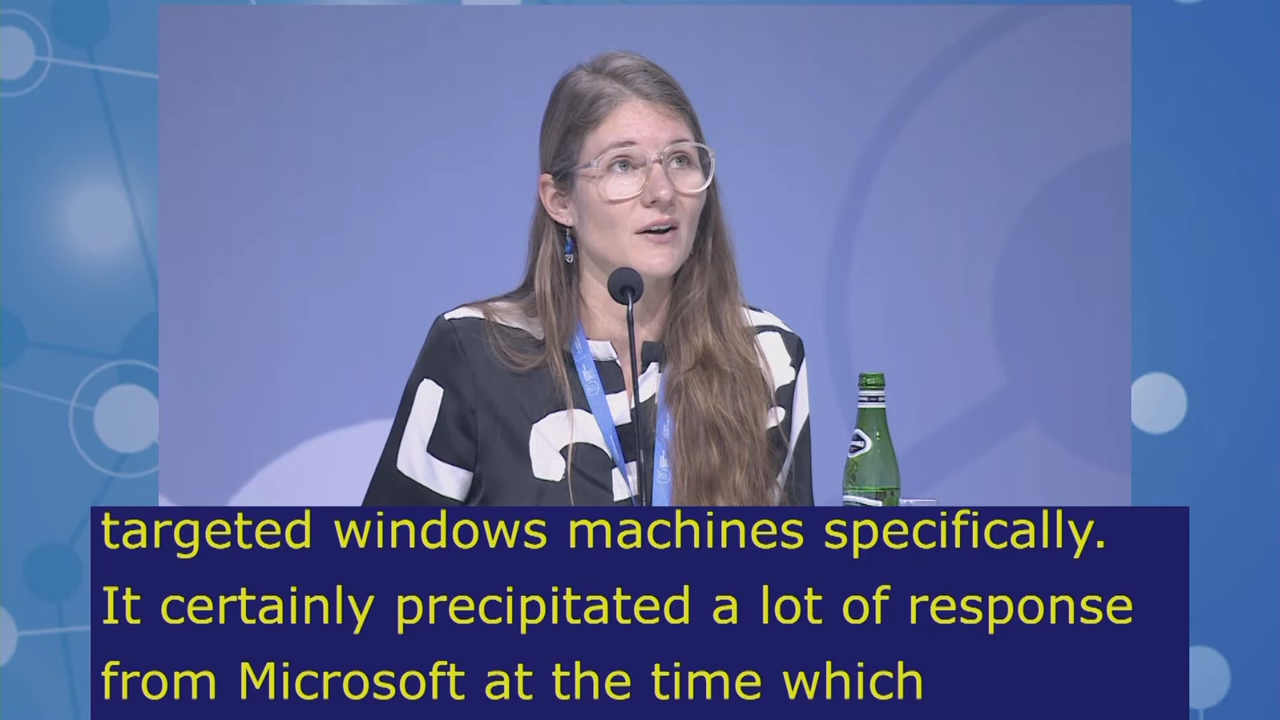 targeted windows machines specifically.
It certainly precipitated a lot of response
from Microsoft at the time which